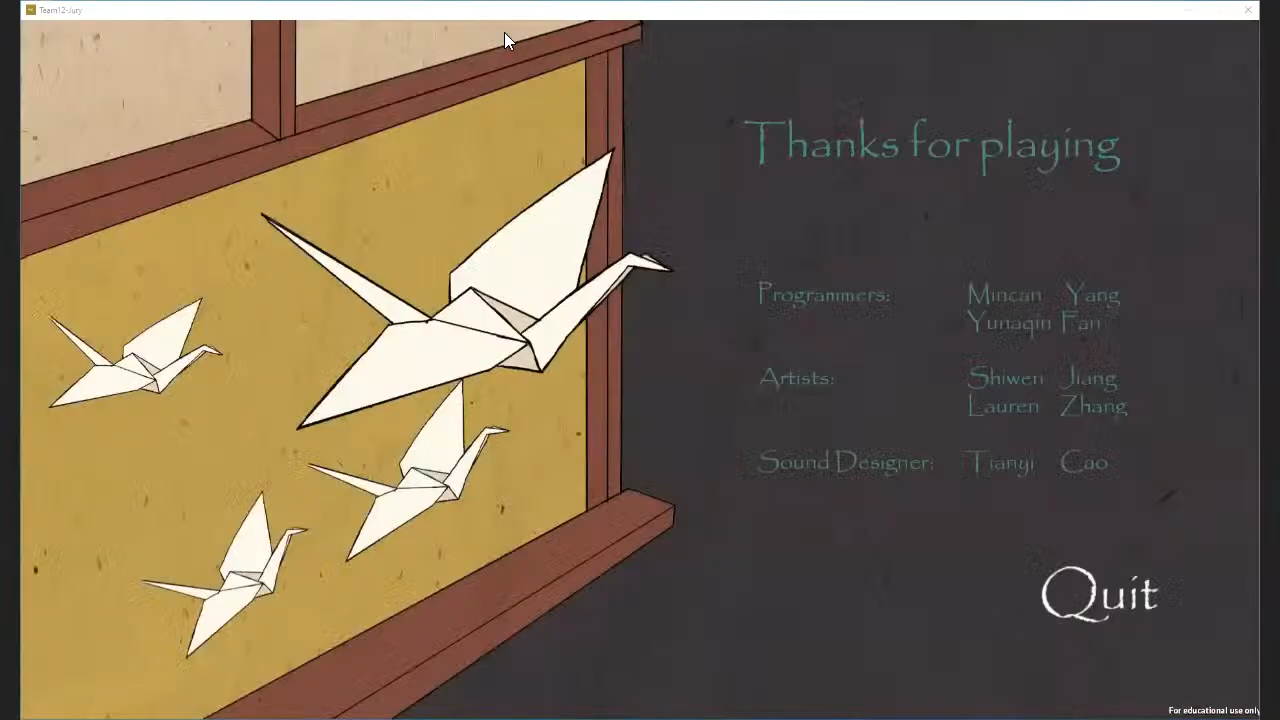 Team12-Jury
Thanks for playing
Programmers: Mincan Yang
Yunaqin Fan
Artists: Shiwen Jiang
Lauren Zhang
Sound Designer: Tianyi Cao
Quit
For educational use only